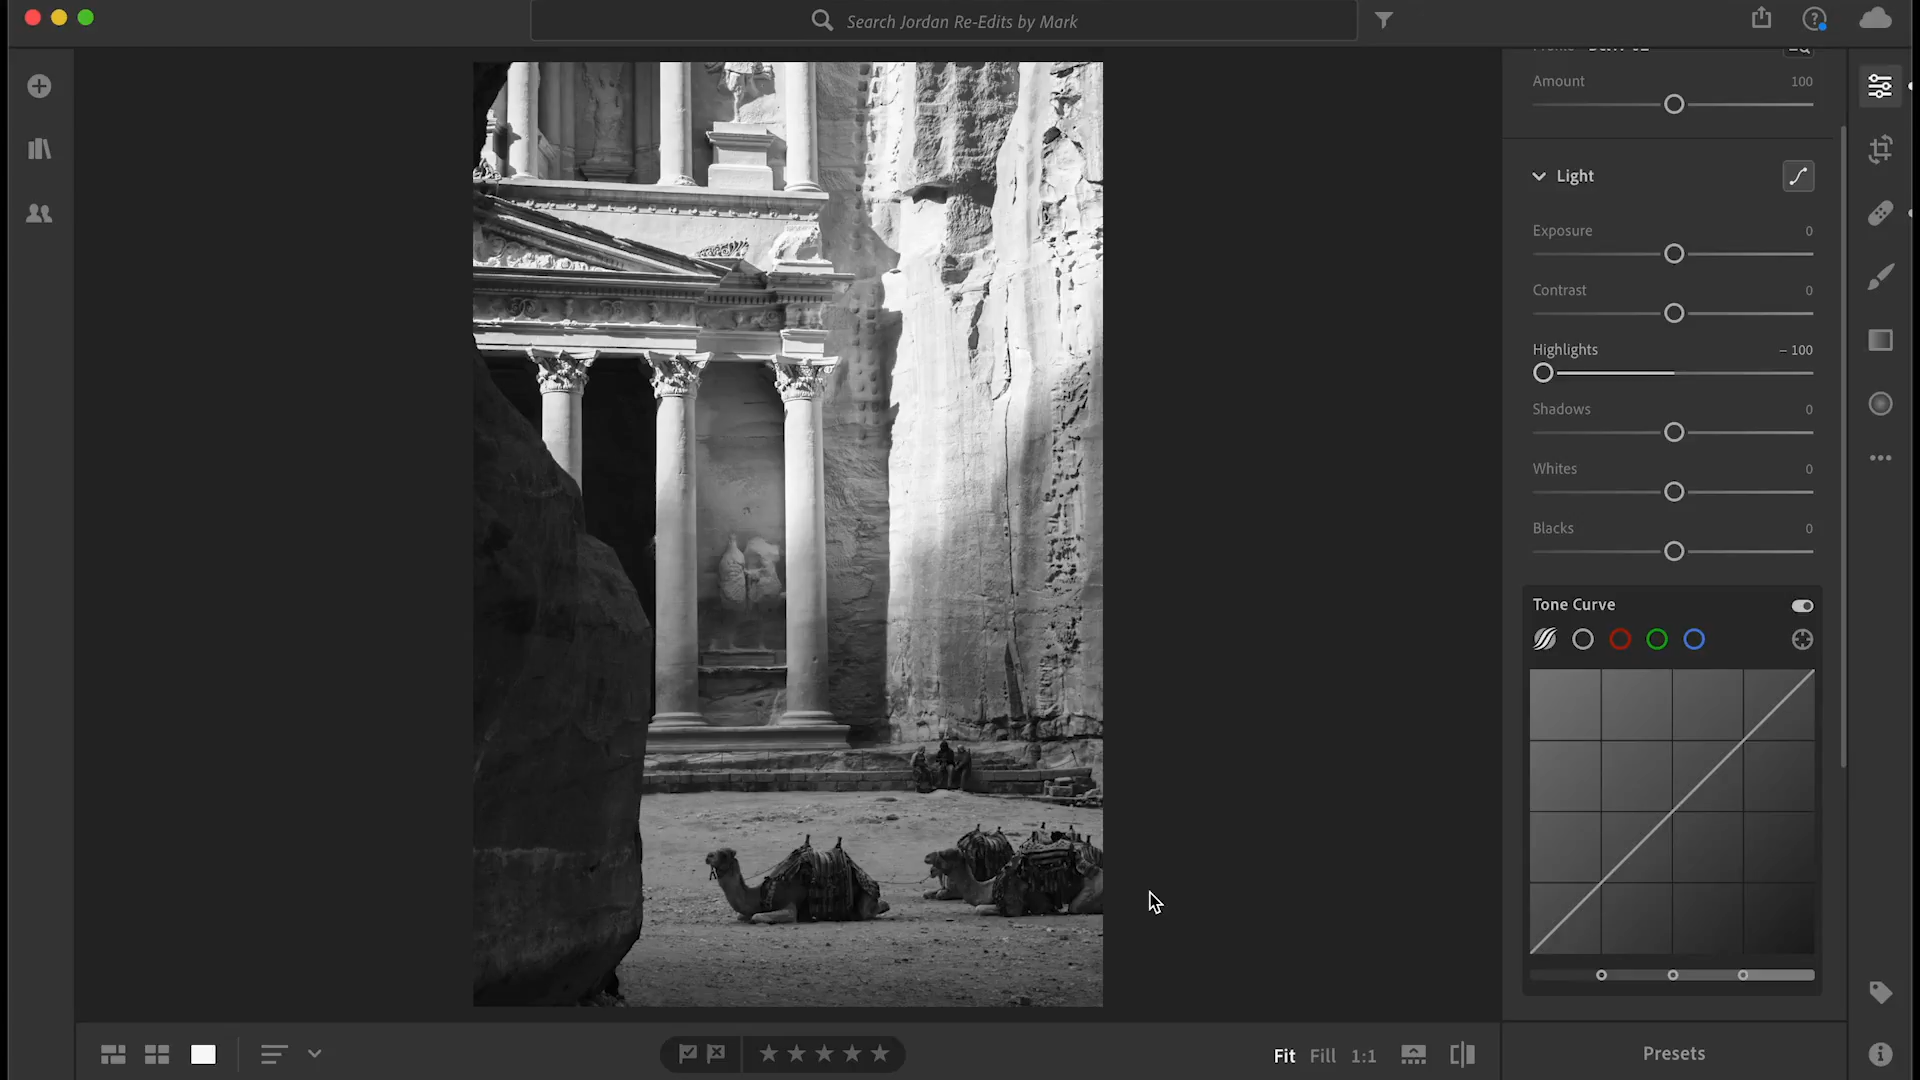 Search Jordan Re-Edits by Mark
Amount 100
Light
Exposure 0
Contrast 0
Highlights – 100
Shadows 0
Whites 0
Blacks 0
Tone Curve
Fit Fill 1:1
Presets